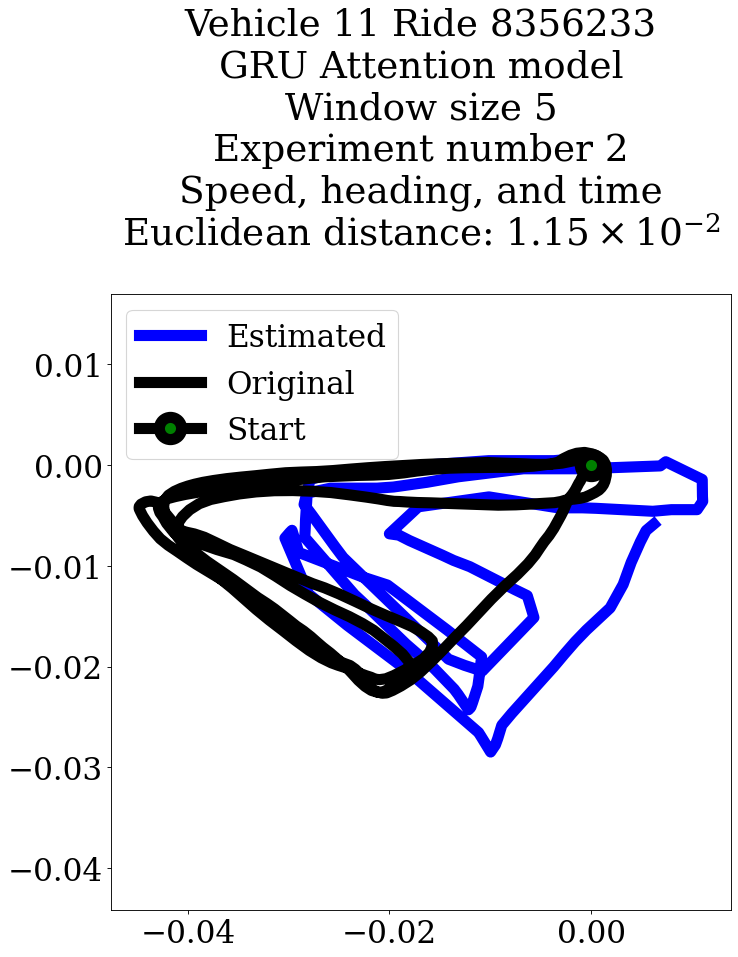 Vehicle 11 Ride 8356233
GRU Attention model
Window size 5
Experiment number 2
Speed, heading, and time
Euclidean distance: 1.15 × 10⁻²
Estimated
Original
Start
0.01
0.00
−0.01
−0.02
−0.03
−0.04
−0.04
−0.02
0.00